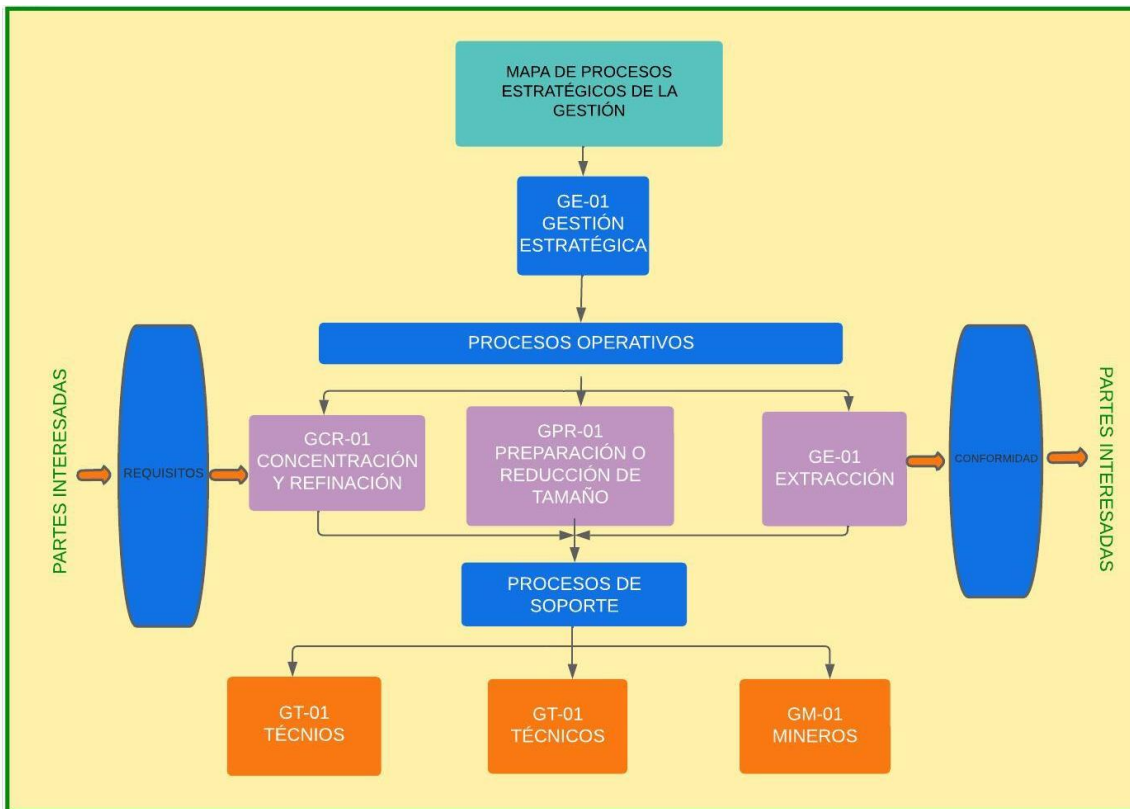 MAPA DE PROCESOS
ESTRATÉGICOS DE LA
GESTIÓN
GE-01
GESTIÓN
ESTRATÉGICA
PROCESOS OPERATIVOS
PARTES INTERESADAS
REQUISITOS
GCR-01
CONCENTRACIÓN
Y REFINACIÓN
GPR-01
PREPARACIÓN O
REDUCCIÓN DE
TAMAÑO
GE-01
EXTRACCIÓN
CONFORMIDAD
PARTES INTERESADAS
PROCESOS DE
SOPORTE
GT-01
TÉCNIOS
GT-01
TÉCNICOS
GM-01
MINEROS